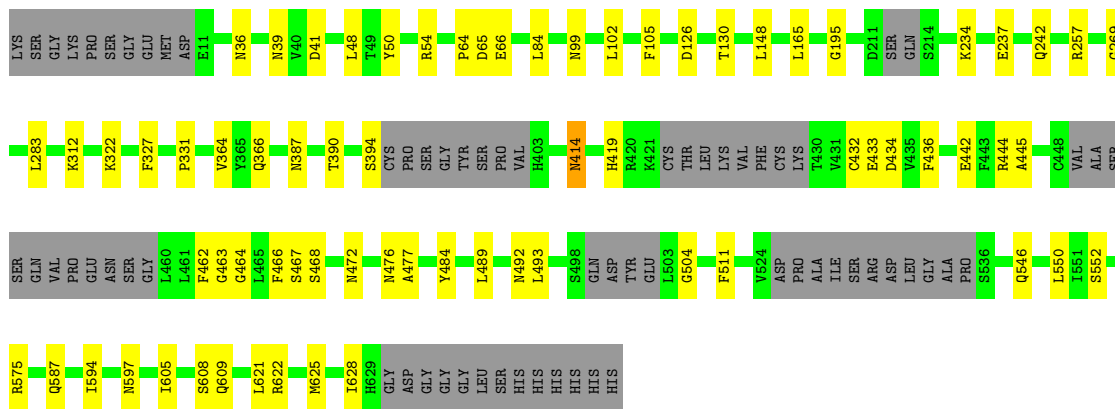 LYS SER GLY LYS PRO SER GLY GLU MET ASP E11 N36 N39 V40 D41 L48 T49 Y50 R54 P64 D65 E66 L84 N99 L102 F105 D126 T130 L148 L165 G195 D211 SER GLN S214 K234 E237 Q242 R257
L283 K312 K322 F327 P331 V364 Y365 Q366 N387 T390 S394 CYS PRO SER GLY TYR SER PRO VAL H403 N414 H419 R420 K421 CYS THR LEU LYS VAL PHE CYS LYS T430 V431 C432 E433 D434 V435 F436 E442 F443 R444 A445 C448 VAL ALA SER
SER GLN VAL PRO GLU ASN SER GLY L460 L461 F462 G463 G464 L465 F466 S467 S468 N472 N476 A477 Y484 L489 N492 L493 S498 GLN ASP TYR GLU L503 G504 F511 V524 ASP PRO ALA ILE SER ARG ASP LEU GLY ALA PRO S536 Q546 L550 I551 S552
R575 Q587 I594 N597 I605 S608 Q609 L621 R622 M625 I628 H629 GLY ASP GLY GLY GLY LEU SER HIS HIS HIS HIS HIS HIS